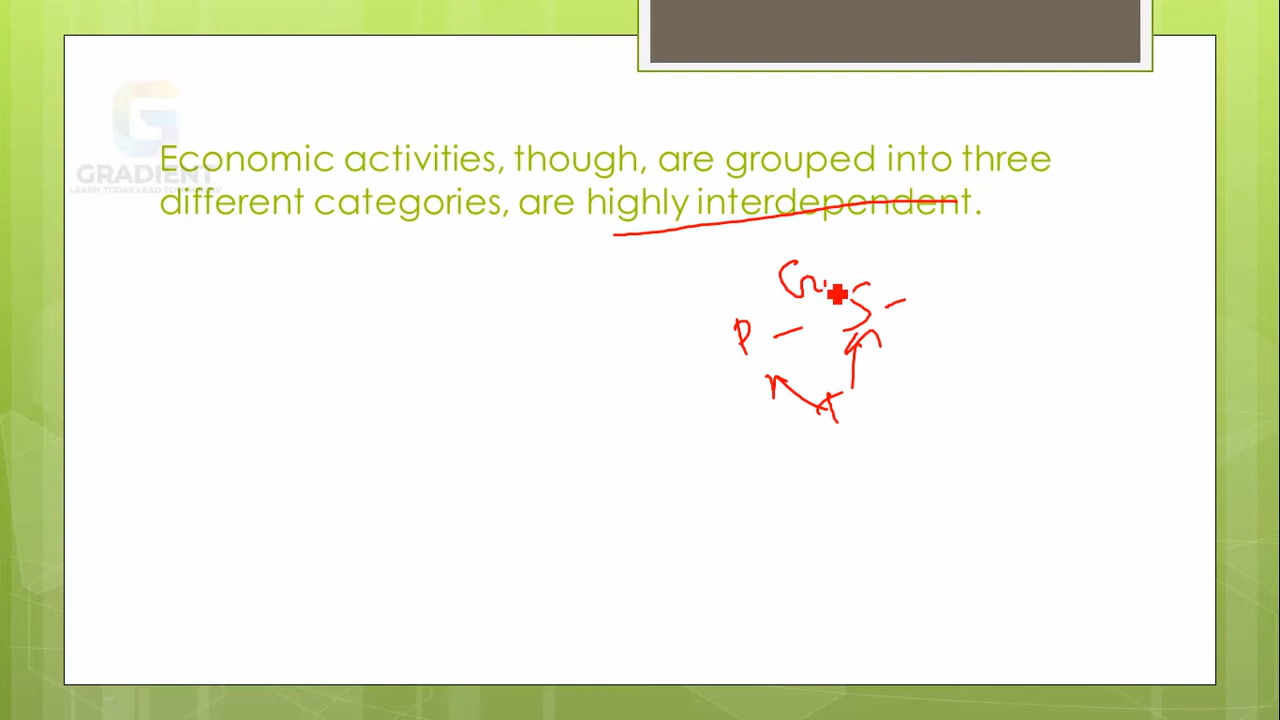 GRADIENT
Economic activities, though, are grouped into three
different categories, are highly interdependent.
S -
P -
T